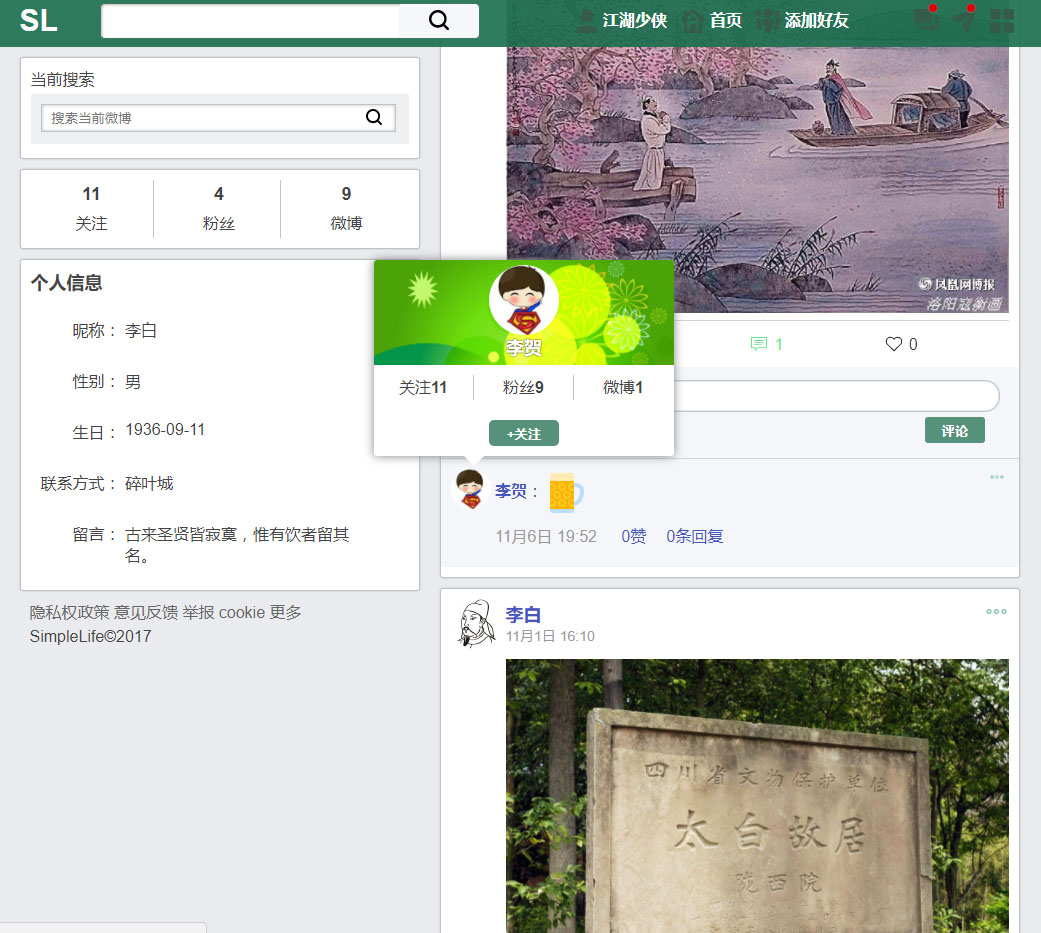 SL
江湖少侠 首页 添加好友
当前搜索
搜索当前微博
11 4 9
关注 粉丝 微博
个人信息
昵称： 李白
性别： 男
生日： 1936-09-11
联系方式： 碎叶城
留言： 古来圣贤皆寂寞，惟有饮者留其
名。
隐私权政策 意见反馈 举报 cookie 更多
SimpleLife©2017
凤凰网博报
洛阳寇衡画
1 0
李贺
关注11 粉丝9 微博1
+关注
评论
李贺：
11月6日 19:52 0赞 0条回复
李白
11月1日 16:10
四川省文物保护单位
太白故居
陇西院